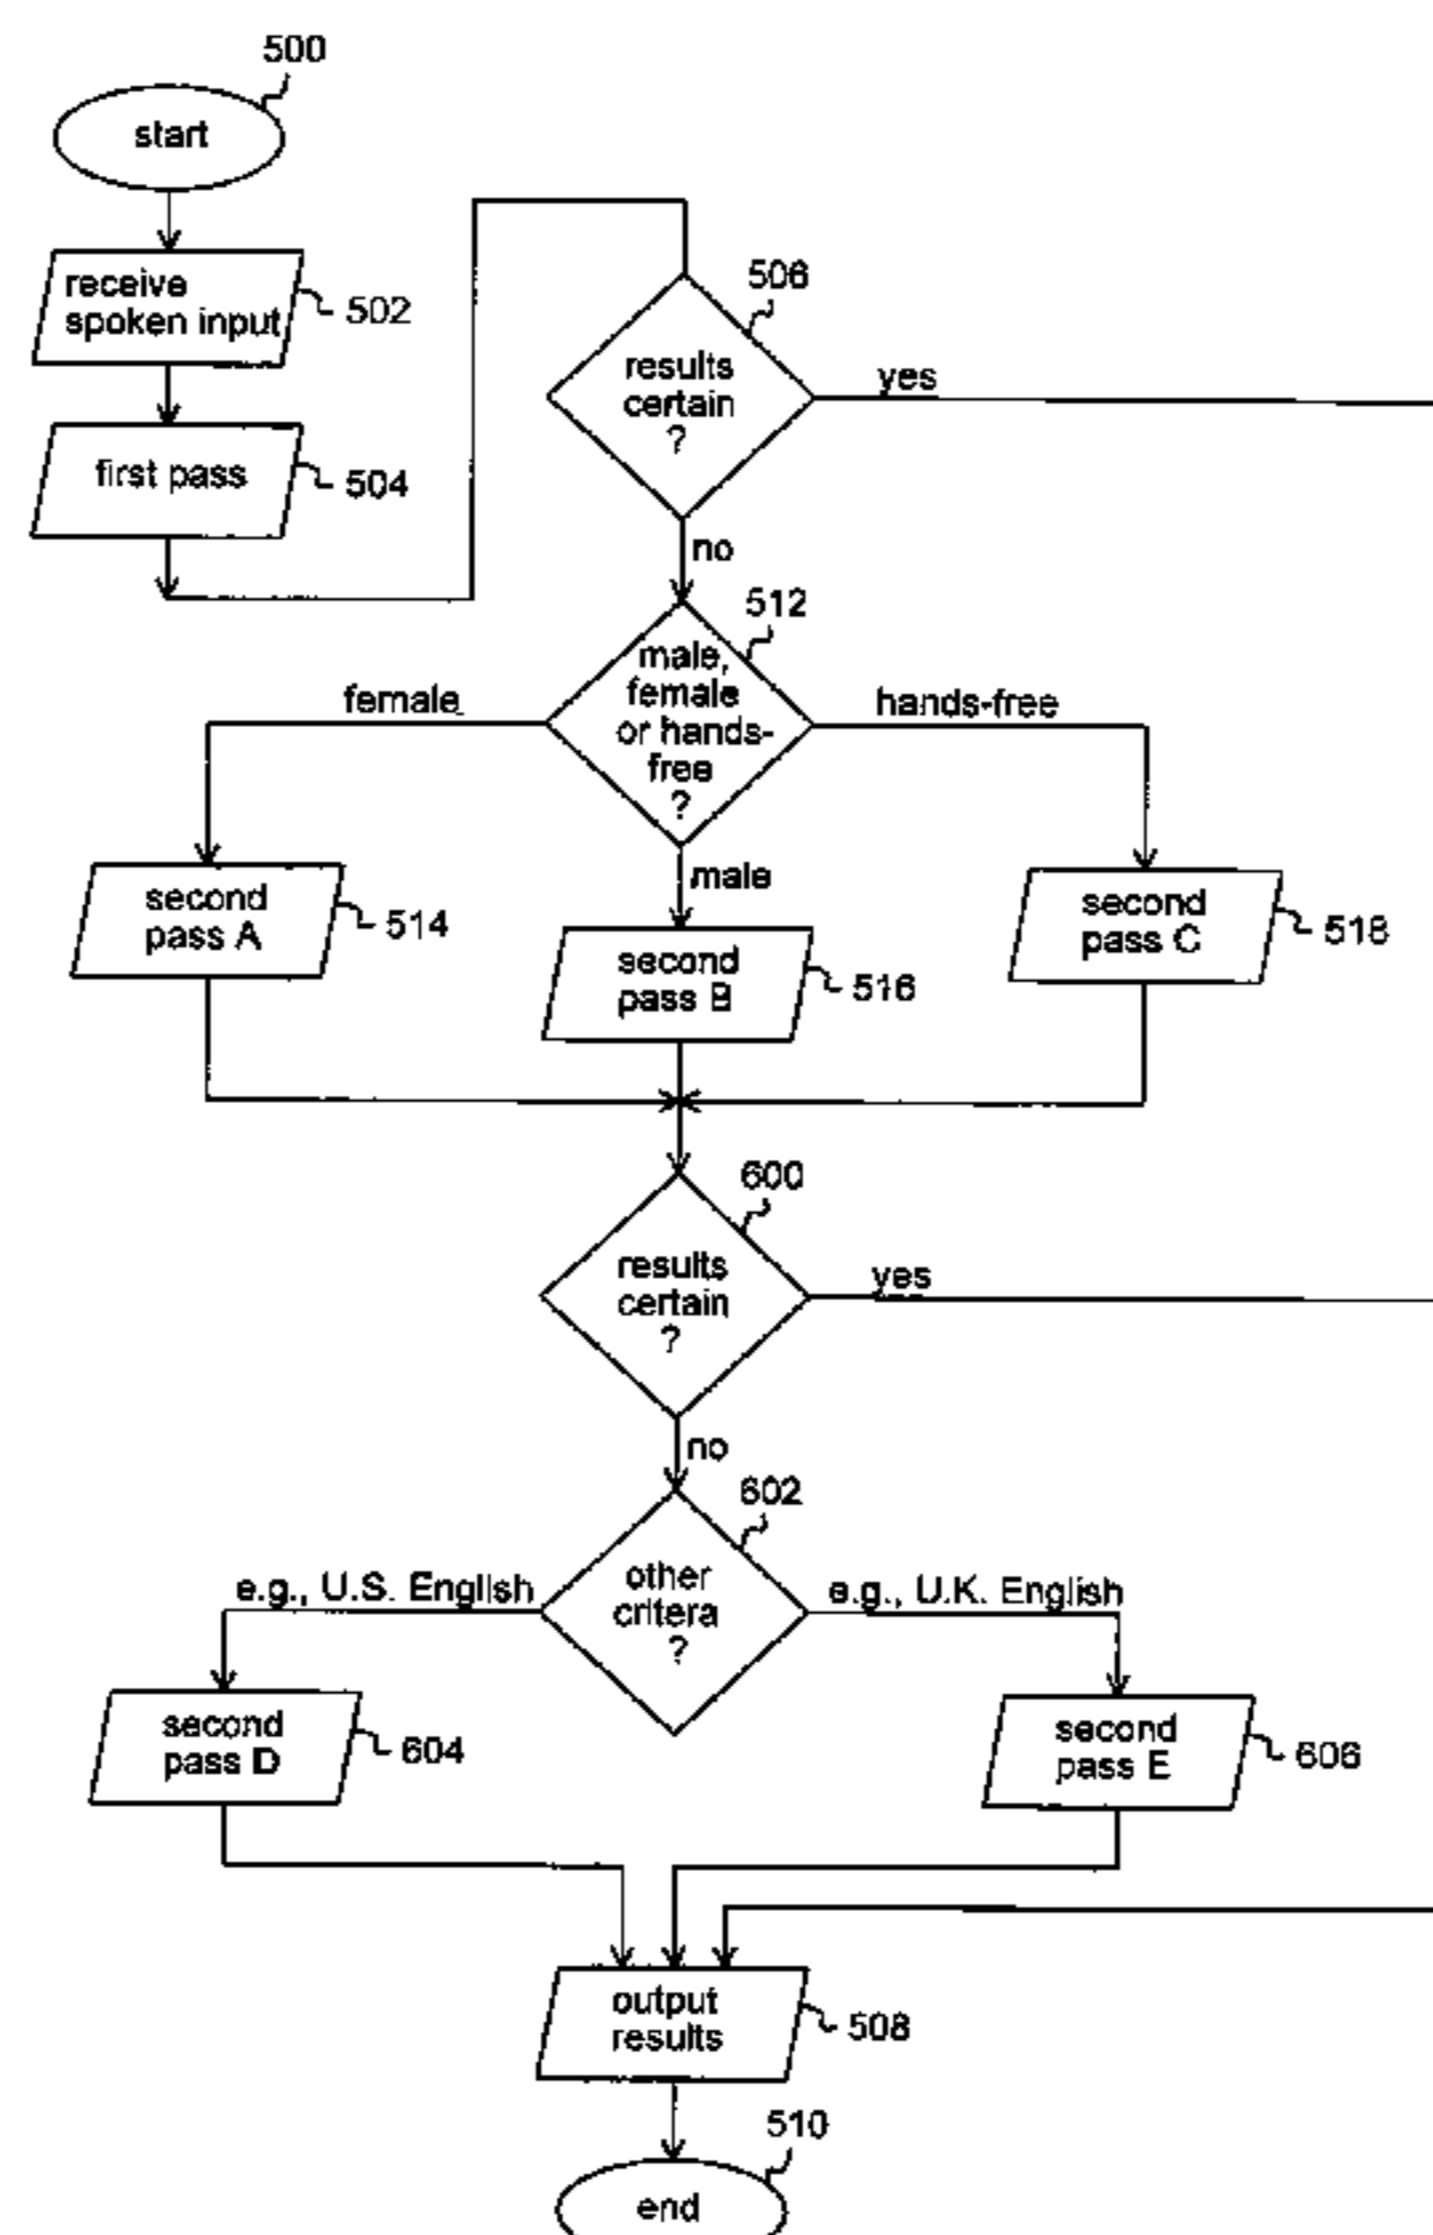 500
start
receive
spoken input
502
first pass
504
506
results
certain
?
yes
no
512
male,
female
or hands-
free
?
female
hands-free
male
second
pass A
514
second
pass B
516
second
pass C
518
600
results
certain
?
yes
no
602
other
critera
?
e.g., U.S. English
e.g., U.K. English
second
pass D
604
second
pass E
606
output
results
508
510
end